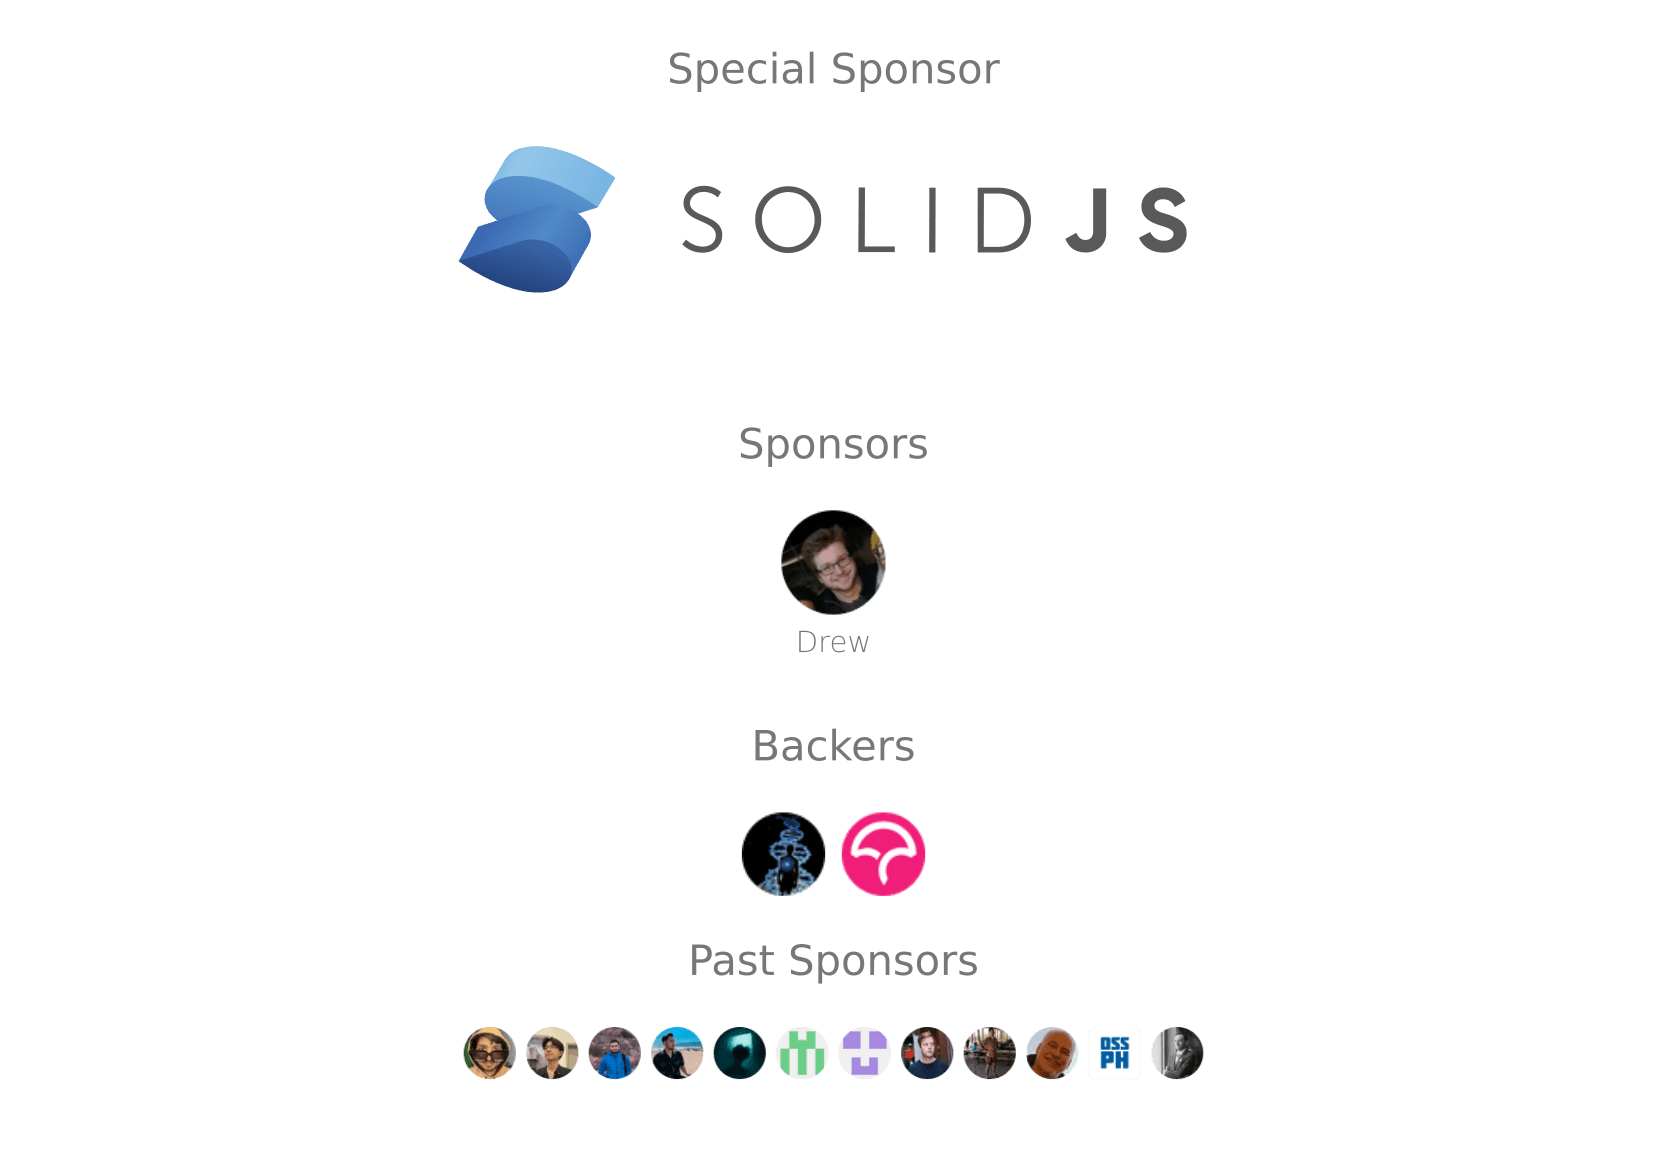 Special Sponsor
SOLIDJS
Sponsors
Drew
Backers
Past Sponsors
OSS
PH